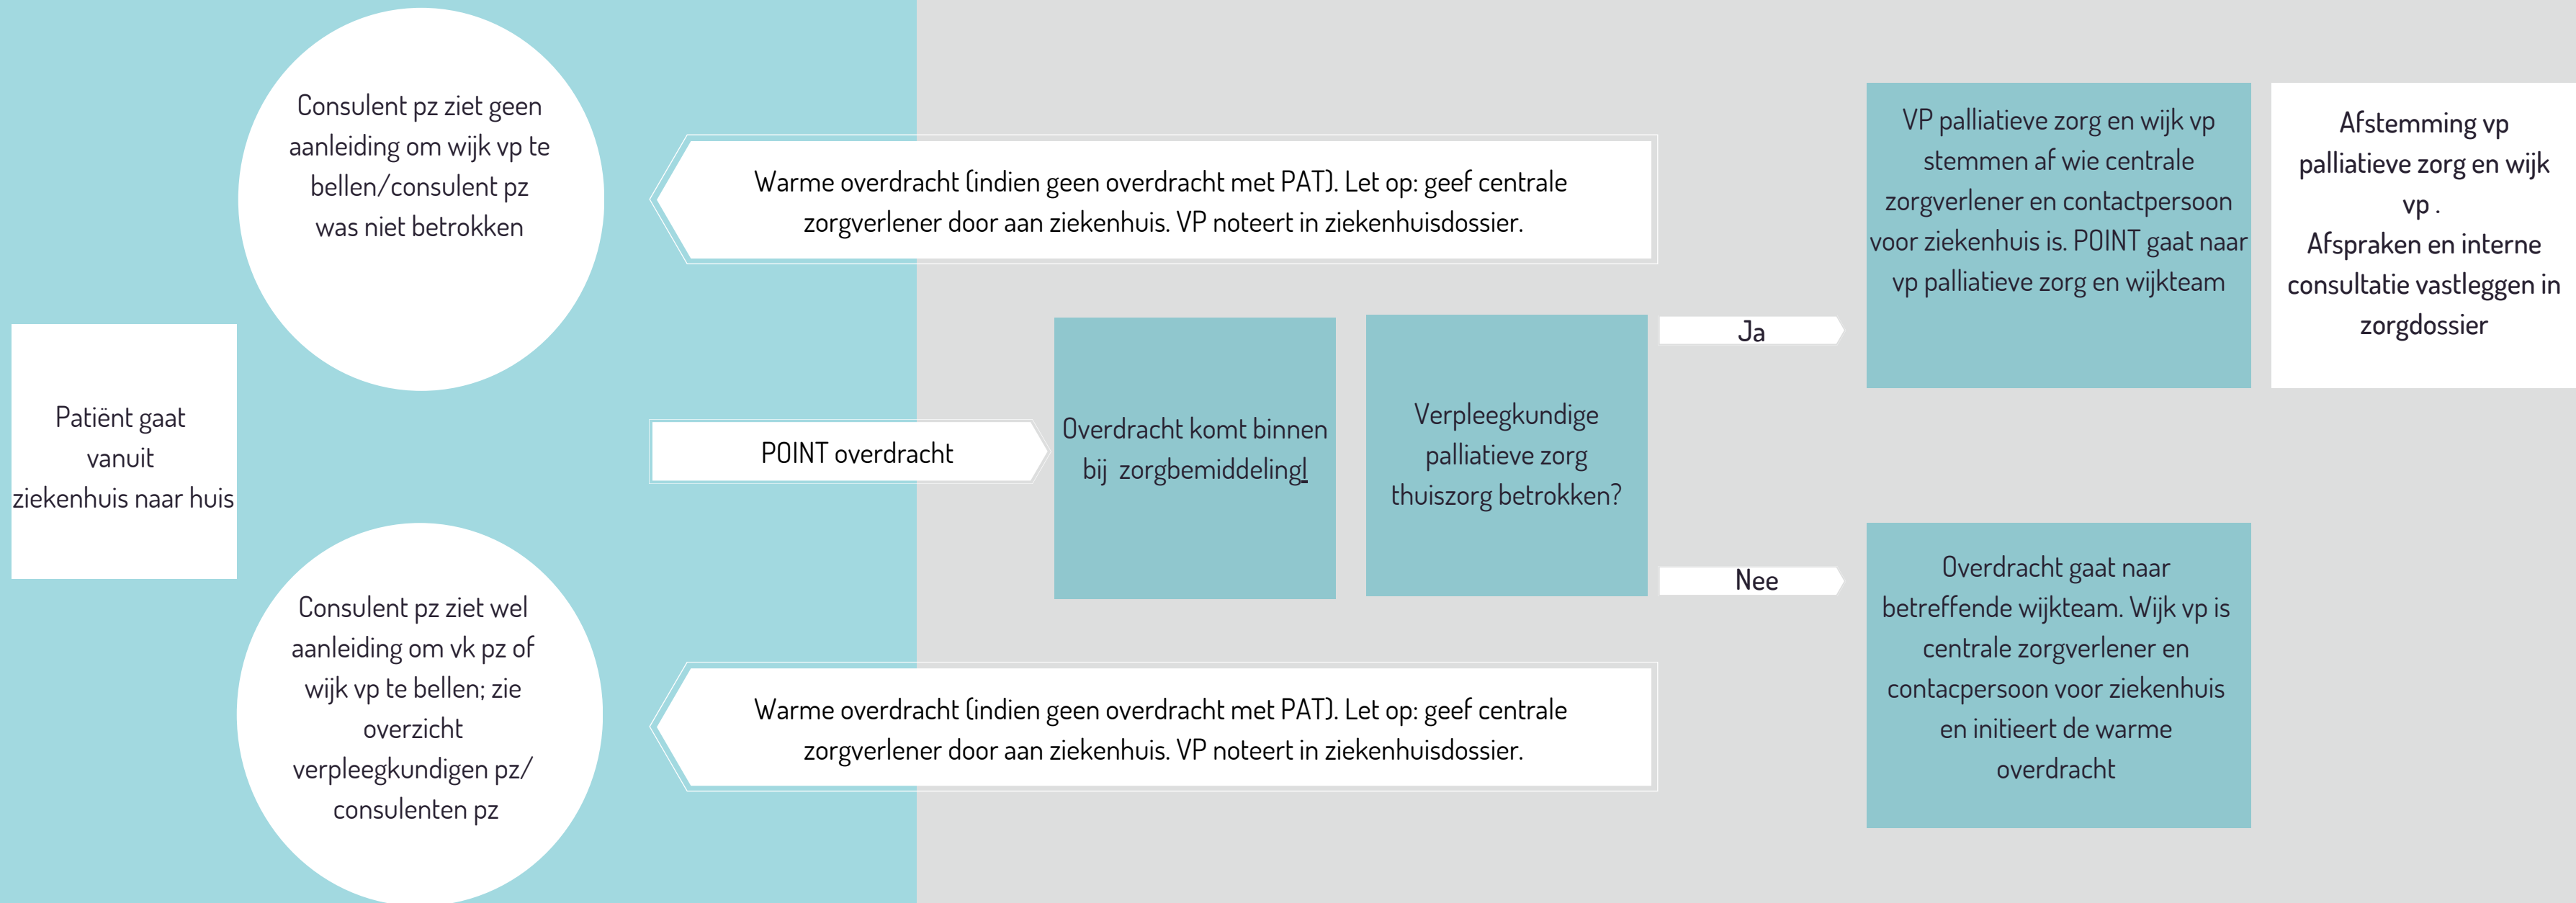 Patiënt gaat
vanuit
ziekenhuis naar huis
Consulent pz ziet geen
aanleiding om wijk vp te
bellen/consulent pz
was niet betrokken
Consulent pz ziet wel
aanleiding om vk pz of
wijk vp te bellen; zie
overzicht
verpleegkundigen pz/
consulenten pz
Warme overdracht (indien geen overdracht met PAT). Let op: geef centrale
zorgverlener door aan ziekenhuis. VP noteert in ziekenhuisdossier.
POINT overdracht
Warme overdracht (indien geen overdracht met PAT). Let op: geef centrale
zorgverlener door aan ziekenhuis. VP noteert in ziekenhuisdossier.
Overdracht komt binnen
bij zorgbemiddelingl
Verpleegkundige
palliatieve zorg
thuiszorg betrokken?
Ja
Nee
VP palliatieve zorg en wijk vp
stemmen af wie centrale
zorgverlener en contactpersoon
voor ziekenhuis is. POINT gaat naar
vp palliatieve zorg en wijkteam
Afstemming vp
palliatieve zorg en wijk
vp .
Afspraken en interne
consultatie vastleggen in
zorgdossier
Overdracht gaat naar
betreffende wijkteam. Wijk vp is
centrale zorgverlener en
contacpersoon voor ziekenhuis
en initieert de warme
overdracht